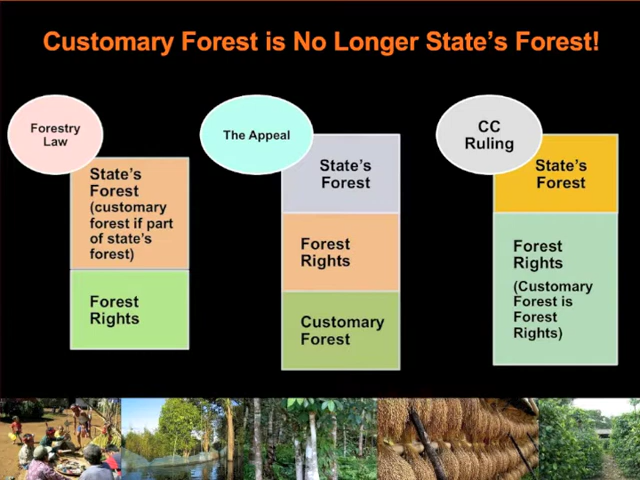 Customary Forest is No Longer State's Forest!
Forestry
Law
State's
Forest
(customary
forest if part
of state's
forest)
Forest
Rights
The Appeal
State's
Forest
Forest
Rights
Customary
Forest
CC
Ruling
State's
Forest
Forest
Rights
(Customary
Forest is
Forest
Rights)